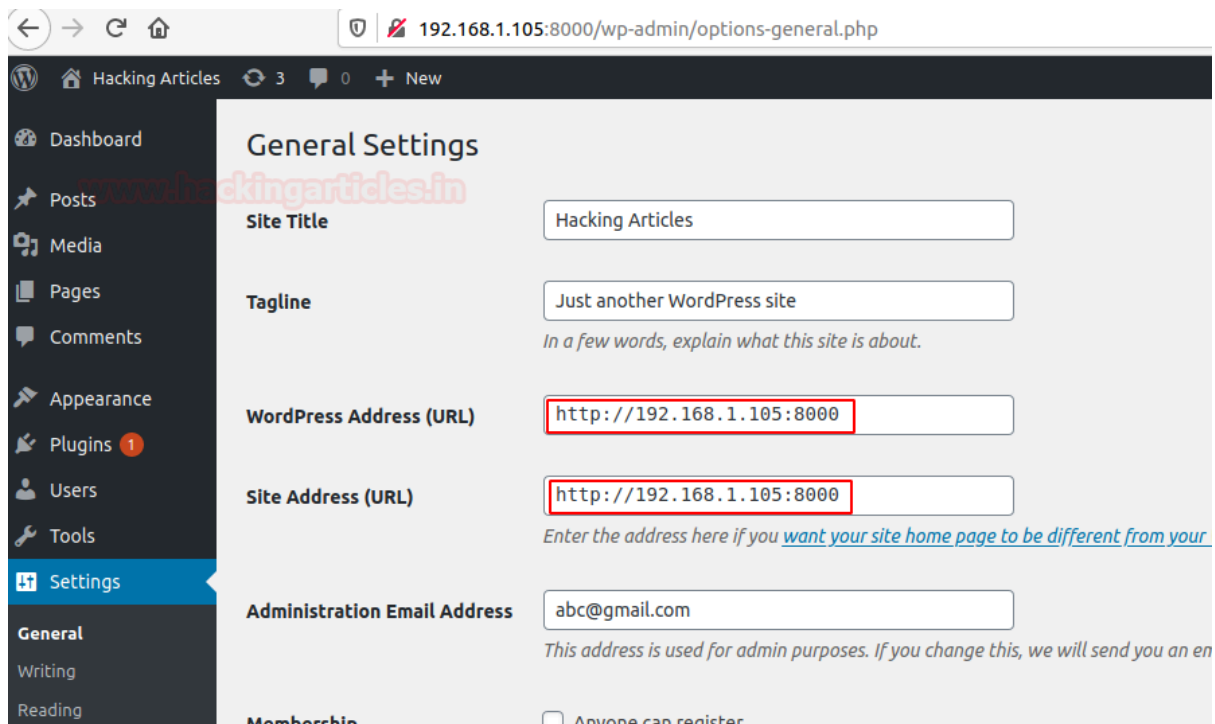 192.168.1.105:8000/wp-admin/options-general.php
Hacking Articles 3 0 + New
Dashboard
Posts
Media
Pages
Comments
Appearance
Plugins 1
Users
Tools
Settings
General
Writing
Reading
General Settings
www.hackingarticles.in
Site Title
Hacking Articles
Tagline
Just another WordPress site
In a few words, explain what this site is about.
WordPress Address (URL)
http://192.168.1.105:8000
Site Address (URL)
http://192.168.1.105:8000
Enter the address here if you want your site home page to be different from your
Administration Email Address
abc@gmail.com
This address is used for admin purposes. If you change this, we will send you an em
Membership
Anyone can register